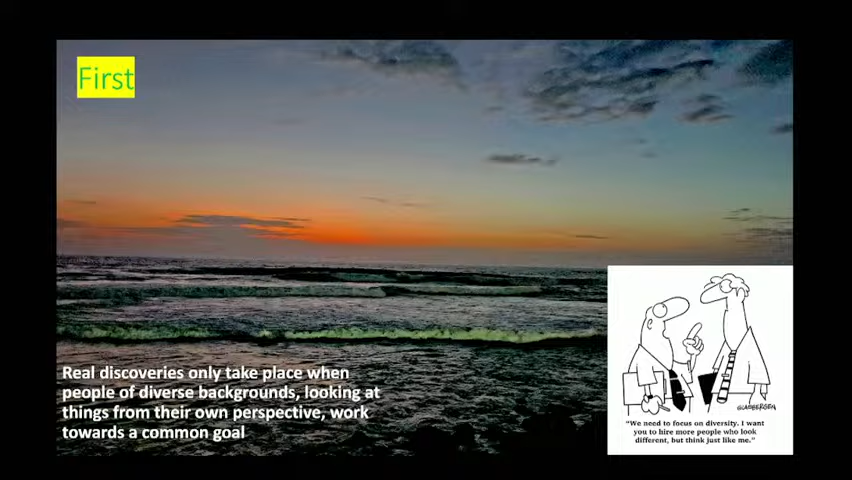 First
Real discoveries only take place when
people of diverse backgrounds, looking at
things from their own perspective, work
towards a common goal
GLASBERGEN
"We need to focus on diversity. I want
you to hire more people who look
different, but think just like me."